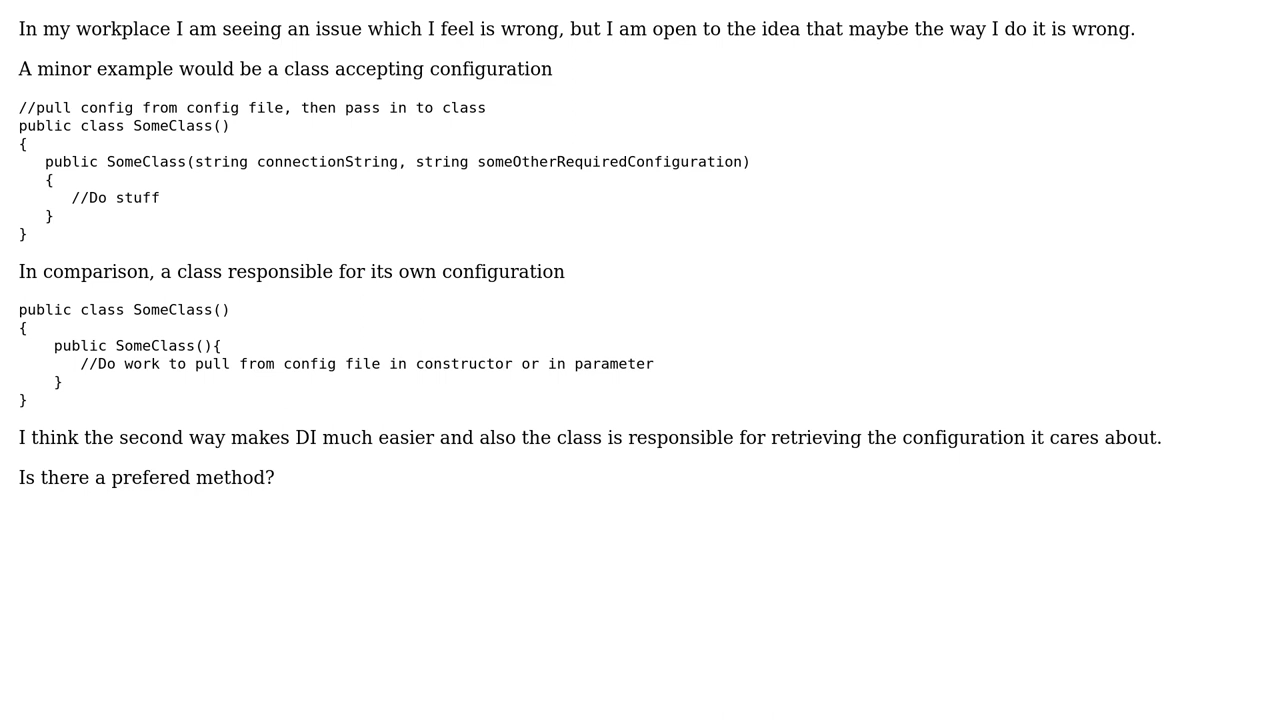 In my workplace I am seeing an issue which I feel is wrong, but I am open to the idea that maybe the way I do it is wrong.
A minor example would be a class accepting configuration
//pull config from config file, then pass in to class
public class SomeClass()
{
   public SomeClass(string connectionString, string someOtherRequiredConfiguration)
   {
      //Do stuff
   }
}
In comparison, a class responsible for its own configuration
public class SomeClass()
{
    public SomeClass(){
       //Do work to pull from config file in constructor or in parameter
    }
}
I think the second way makes DI much easier and also the class is responsible for retrieving the configuration it cares about.
Is there a prefered method?